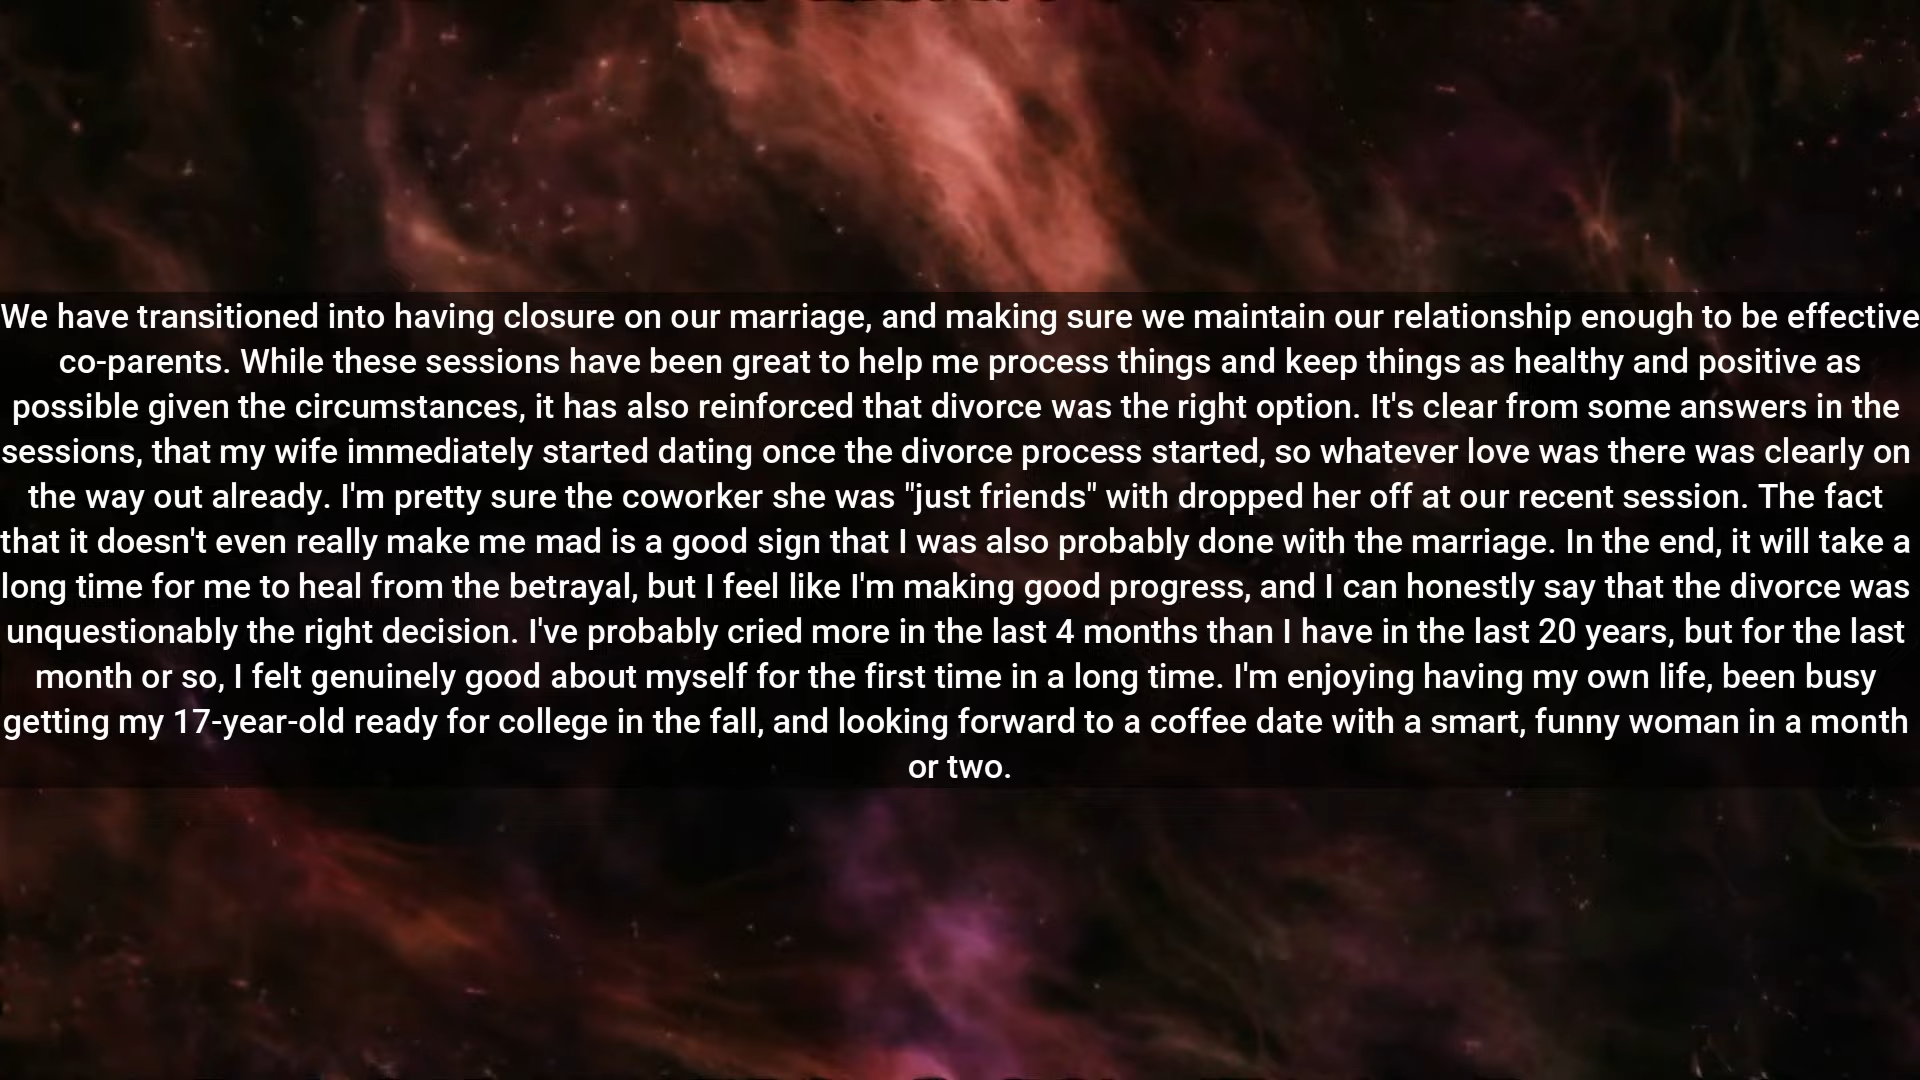 We have transitioned into having closure on our marriage, and making sure we maintain our relationship enough to be effective
co-parents. While these sessions have been great to help me process things and keep things as healthy and positive as
possible given the circumstances, it has also reinforced that divorce was the right option. It's clear from some answers in the
sessions, that my wife immediately started dating once the divorce process started, so whatever love was there was clearly on
the way out already. I'm pretty sure the coworker she was "just friends" with dropped her off at our recent session. The fact
that it doesn't even really make me mad is a good sign that I was also probably done with the marriage. In the end, it will take a
long time for me to heal from the betrayal, but I feel like I'm making good progress, and I can honestly say that the divorce was
unquestionably the right decision. I've probably cried more in the last 4 months than I have in the last 20 years, but for the last
month or so, I felt genuinely good about myself for the first time in a long time. I'm enjoying having my own life, been busy
getting my 17-year-old ready for college in the fall, and looking forward to a coffee date with a smart, funny woman in a month
or two.